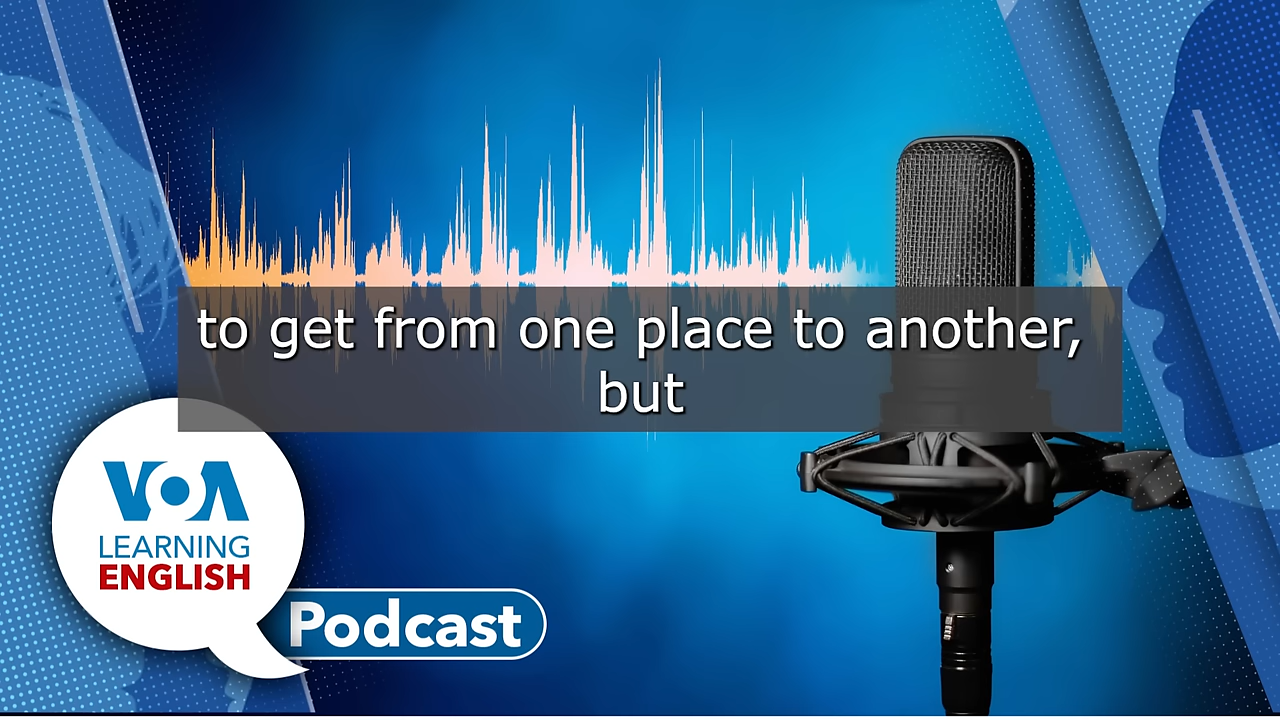 to get from one place to another,
but
VOA
LEARNING
ENGLISH
Podcast